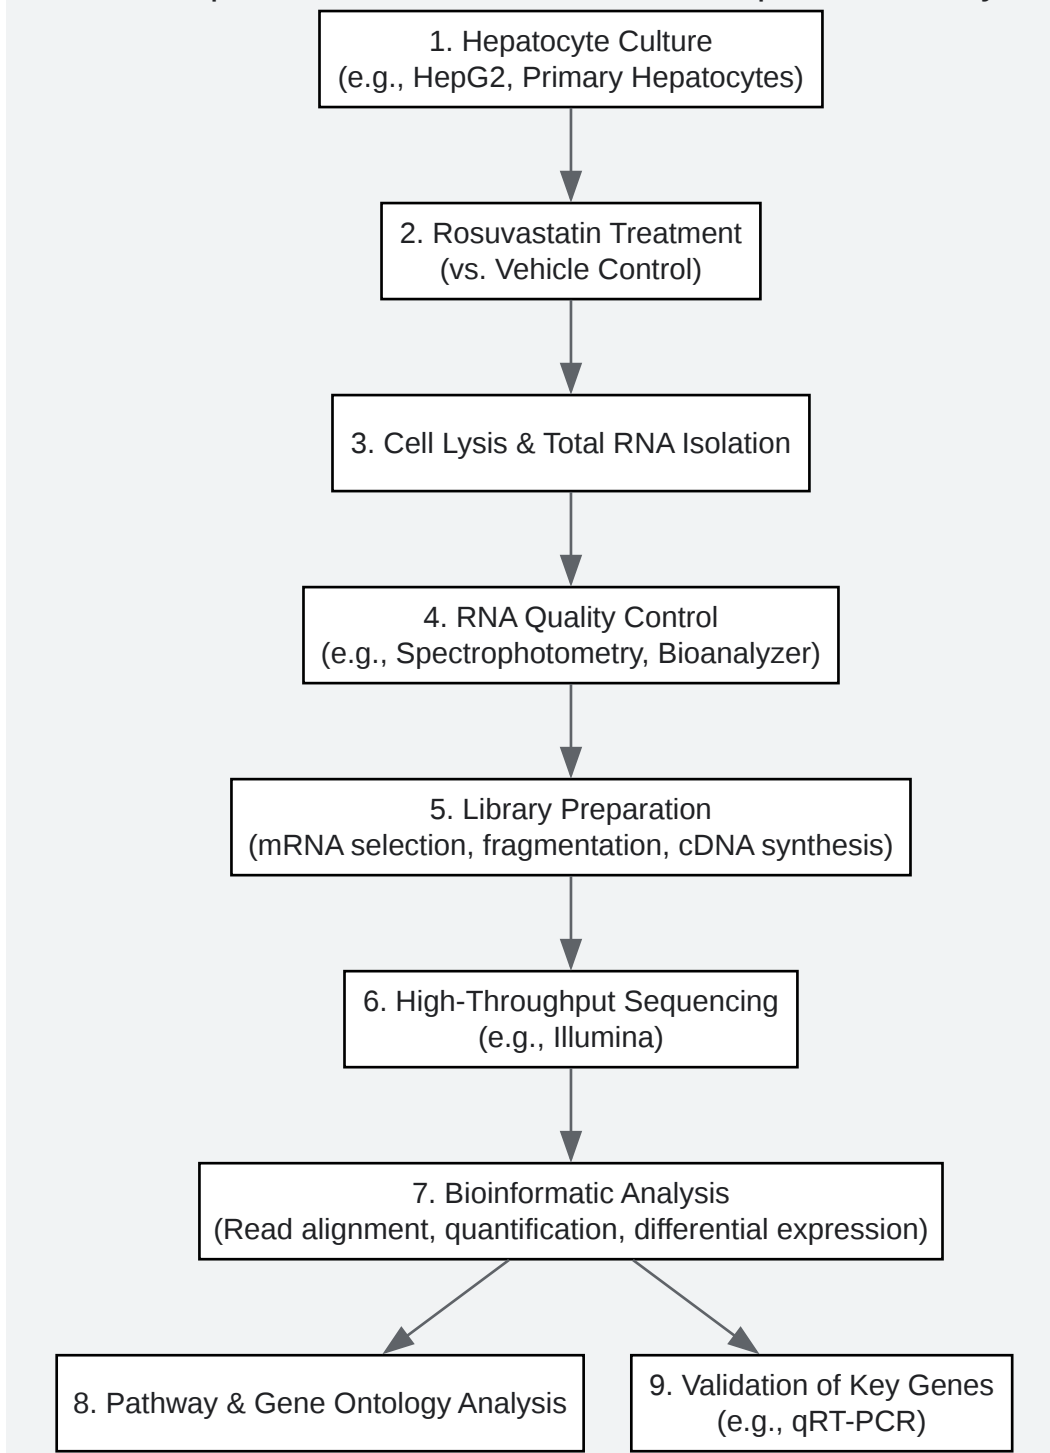 1. Hepatocyte Culture
(e.g., HepG2, Primary Hepatocytes)
2. Rosuvastatin Treatment
(vs. Vehicle Control)
3. Cell Lysis & Total RNA Isolation
4. RNA Quality Control
(e.g., Spectrophotometry, Bioanalyzer)
5. Library Preparation
(mRNA selection, fragmentation, cDNA synthesis)
6. High-Throughput Sequencing
(e.g., Illumina)
7. Bioinformatic Analysis
(Read alignment, quantification, differential expression)
8. Pathway & Gene Ontology Analysis
9. Validation of Key Genes
(e.g., qRT-PCR)